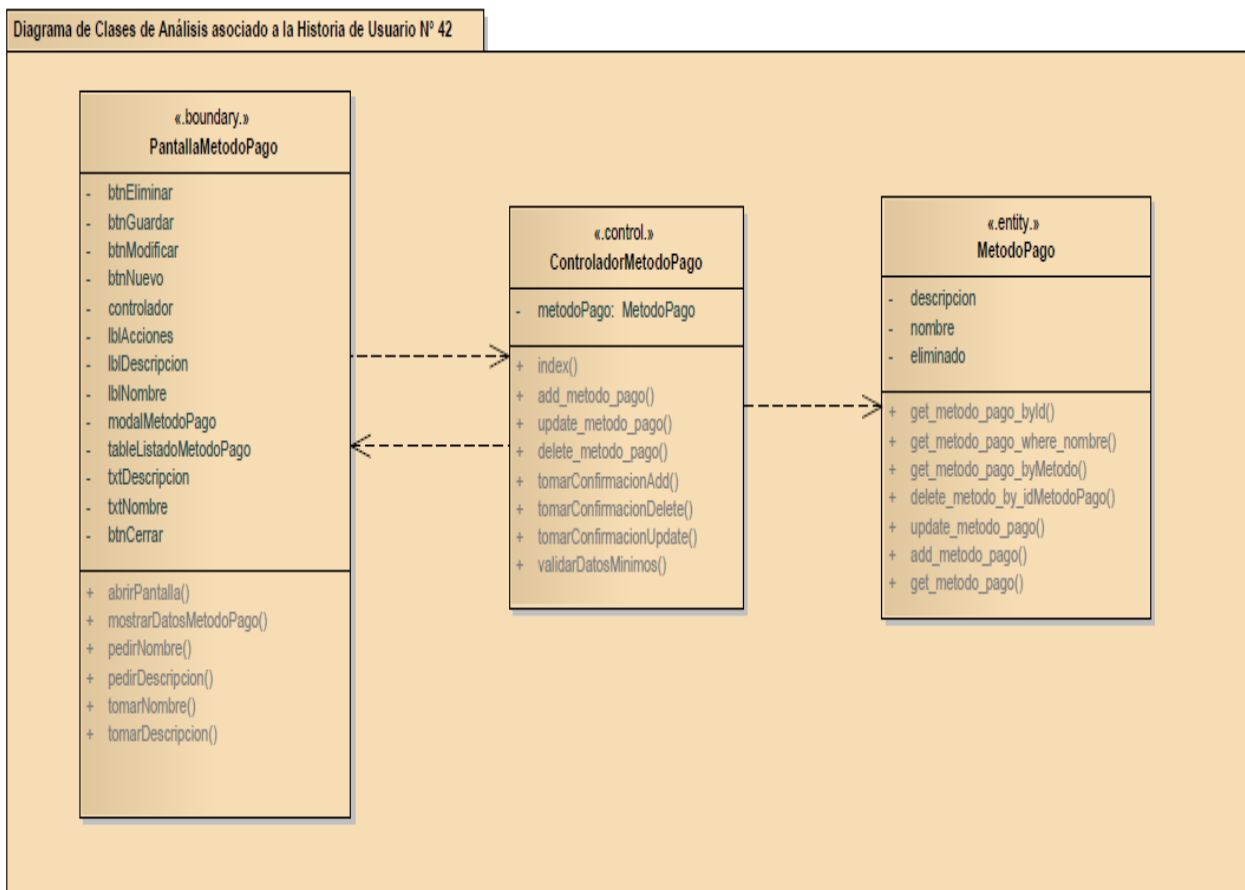 Diagrama de Clases de Análisis asociado a la Historia de Usuario Nº 42
«.boundary.»
PantallaMetodoPago
- btnEliminar
- btnGuardar
- btnModificar
- btnNuevo
- controlador
- lblAcciones
- lblDescripcion
- lblNombre
- modalMetodoPago
- tableListadoMetodoPago
- txtDescripcion
- txtNombre
- btnCerrar
+ abrirPantalla()
+ mostrarDatosMetodoPago()
+ pedirNombre()
+ pedirDescripcion()
+ tomarNombre()
+ tomarDescripcion()
«.control.»
ControladorMetodoPago
- metodoPago: MetodoPago
+ index()
+ add_metodo_pago()
+ update_metodo_pago()
+ delete_metodo_pago()
+ tomarConfirmacionAdd()
+ tomarConfirmacionDelete()
+ tomarConfirmacionUpdate()
+ validarDatosMinimos()
«.entity.»
MetodoPago
- descripcion
- nombre
- eliminado
+ get_metodo_pago_byId()
+ get_metodo_pago_where_nombre()
+ get_metodo_pago_byMetodo()
+ delete_metodo_by_idMetodoPago()
+ update_metodo_pago()
+ add_metodo_pago()
+ get_metodo_pago()